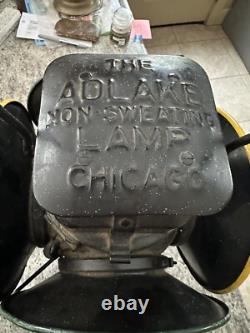 THE
ADLAKE
NON-SWEATING
LAMP
CHICAGO